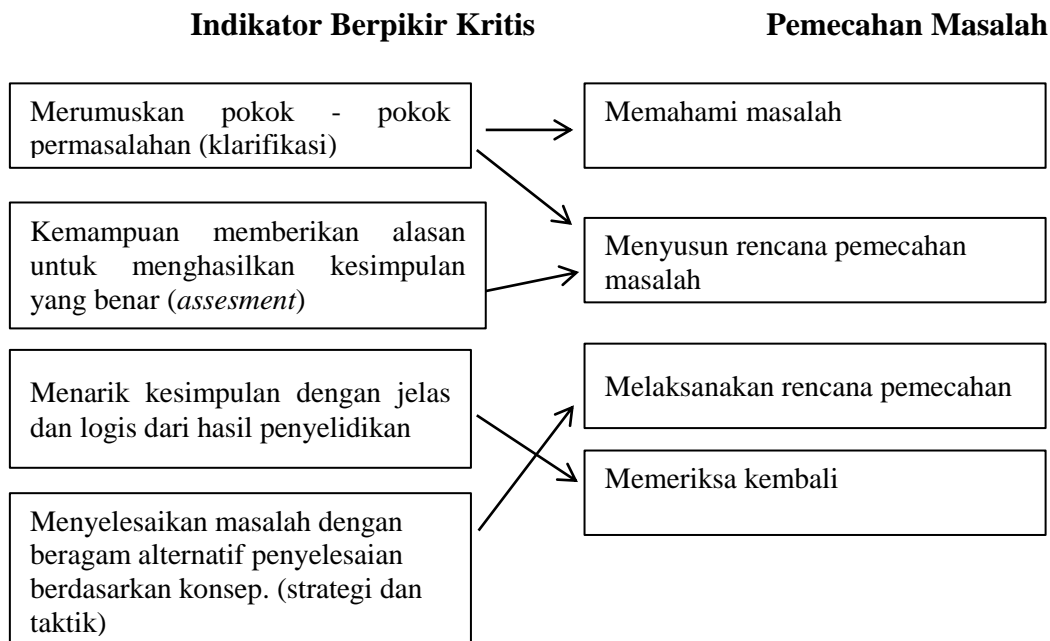 Indikator Berpikir Kritis
Pemecahan Masalah
Merumuskan pokok - pokok
permasalahan (klarifikasi)
Memahami masalah
Kemampuan memberikan alasan
untuk menghasilkan kesimpulan
yang benar (assesment)
Menyusun rencana pemecahan
masalah
Menarik kesimpulan dengan jelas
dan logis dari hasil penyelidikan
Melaksanakan rencana pemecahan
Memeriksa kembali
Menyelesaikan masalah dengan
beragam alternatif penyelesaian
berdasarkan konsep. (strategi dan
taktik)